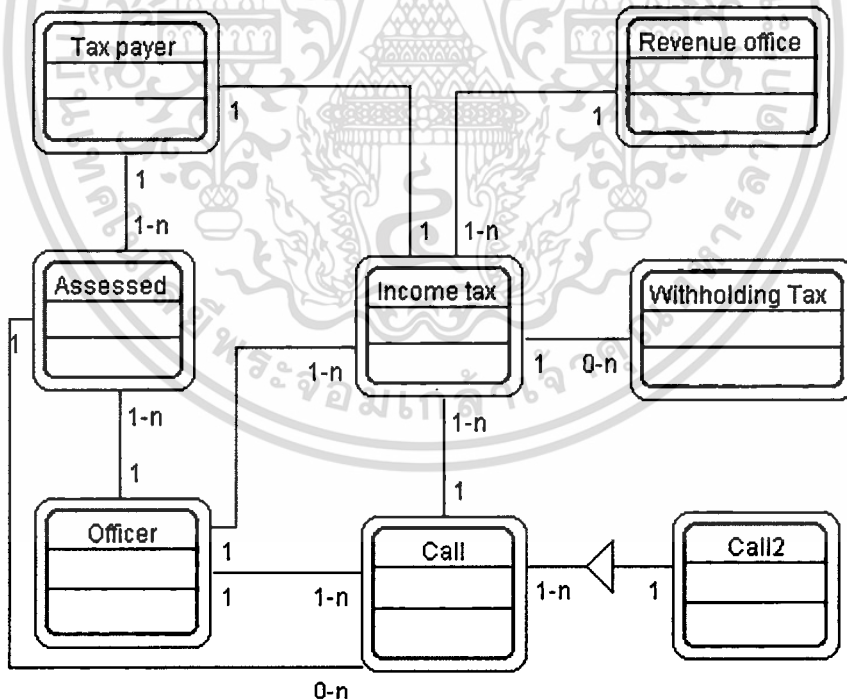 Tax payer
Revenue office
1
1
1
1-n
1
1-n
Assessed
Income tax
Withholding Tax
1
1-n
1
0-n
1-n
1-n
1
1
Officer
Call
Call2
1
1
1-n
1-n
1
0-n